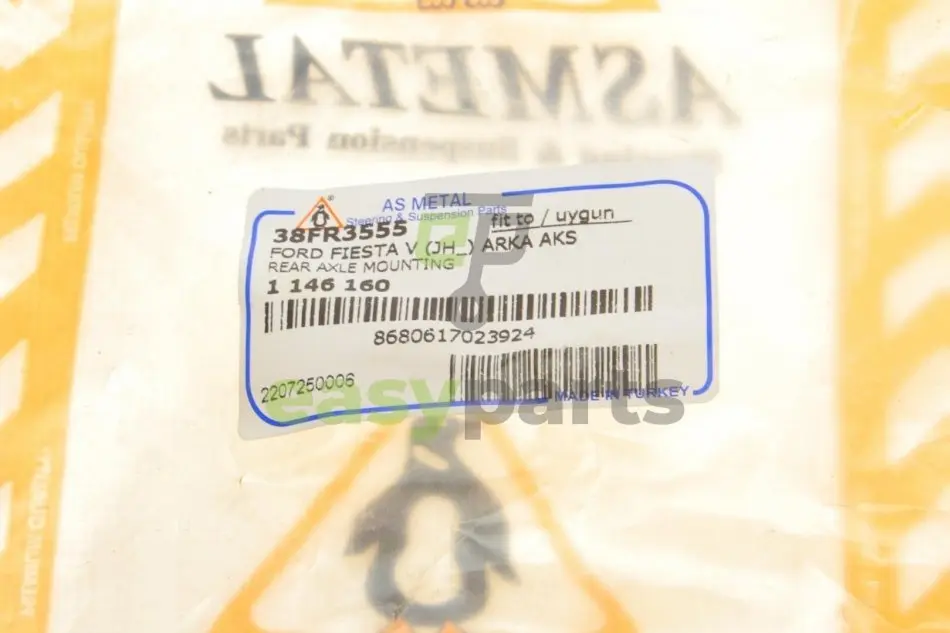 ASMETAL
& Suspension Parts
AS METAL
Steering & Suspension Parts
38FR3555
fit to / uygun
FORD FIESTA V (JH_) ARKA AKS
REAR AXLE MOUNTING
1 146 160
8680617023924
2207250006
MADE IN TURKEY
easyparts